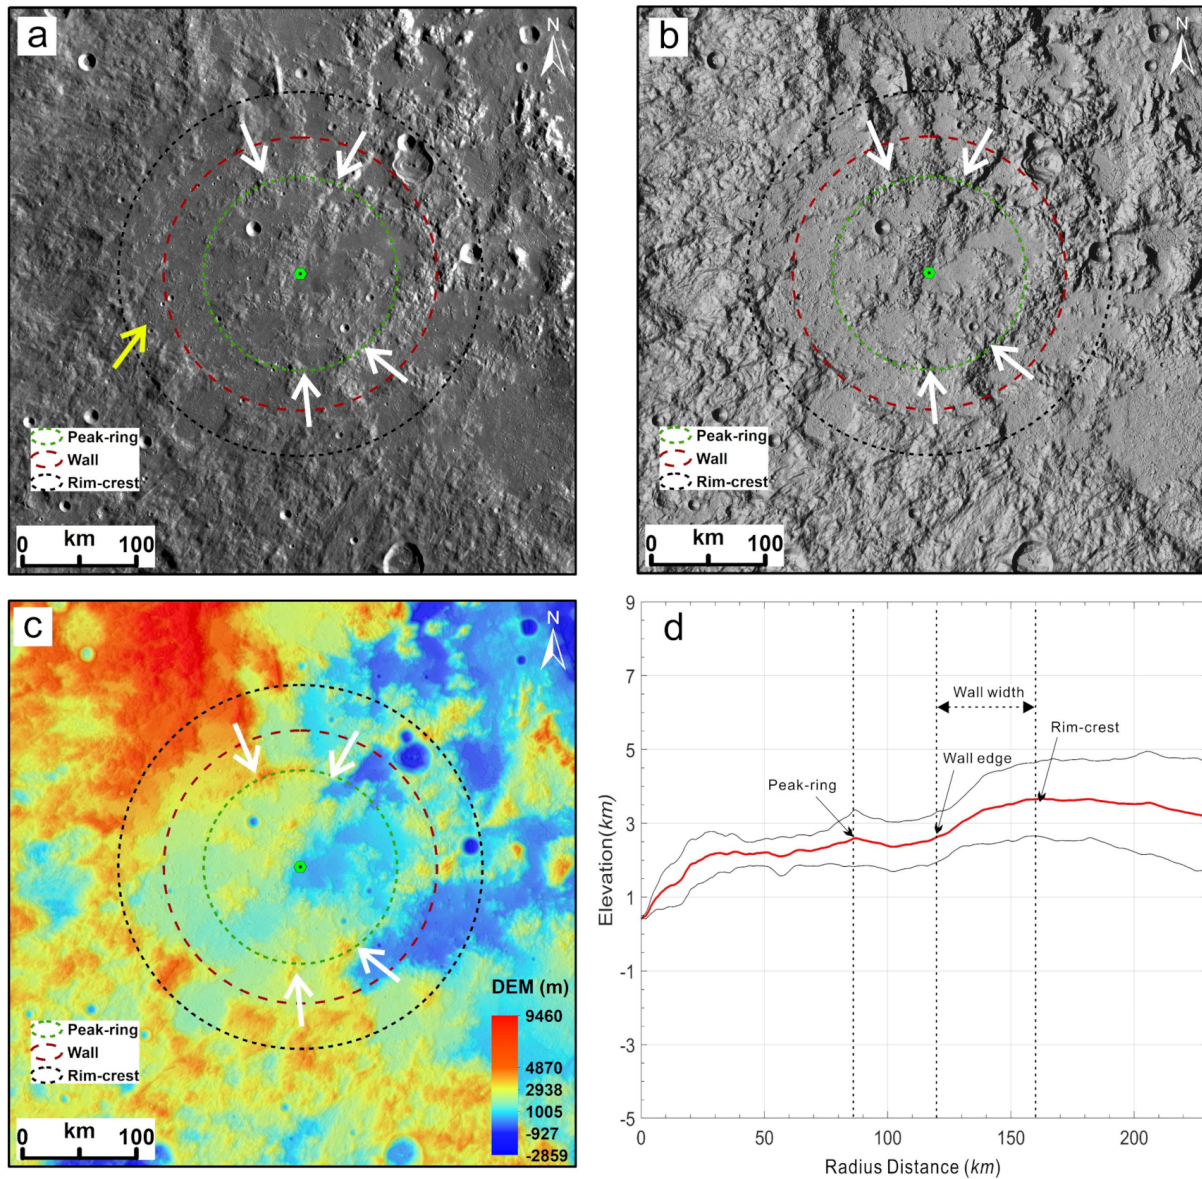 a
N
Peak-ring
Wall
Rim-crest
0 km 100
b
N
Peak-ring
Wall
Rim-crest
0 km 100
c
N
Peak-ring
Wall
Rim-crest
0 km 100
DEM (m)
9460
4870
2938
1005
-927
-2859
d
9
7
5
3
1
-1
-3
-5
Elevation (km)
Wall width
Rim-crest
Wall edge
Peak-ring
0 50 100 150 200
Radius Distance (km)